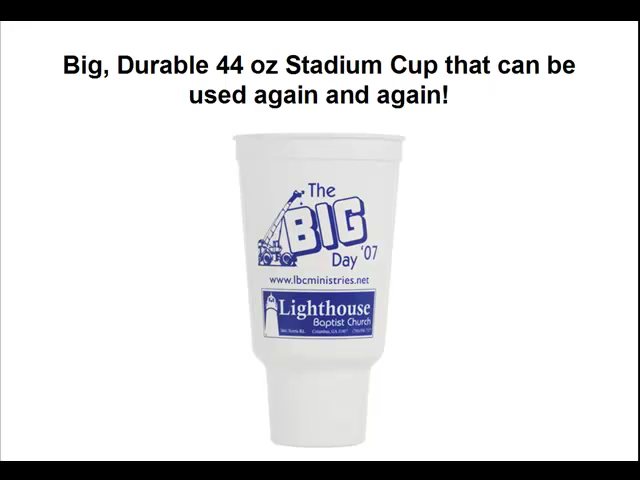 Big, Durable 44 oz Stadium Cup that can be
used again and again!
The
BIG
Day '07
www.lbcministries.net
Lighthouse
Baptist Church